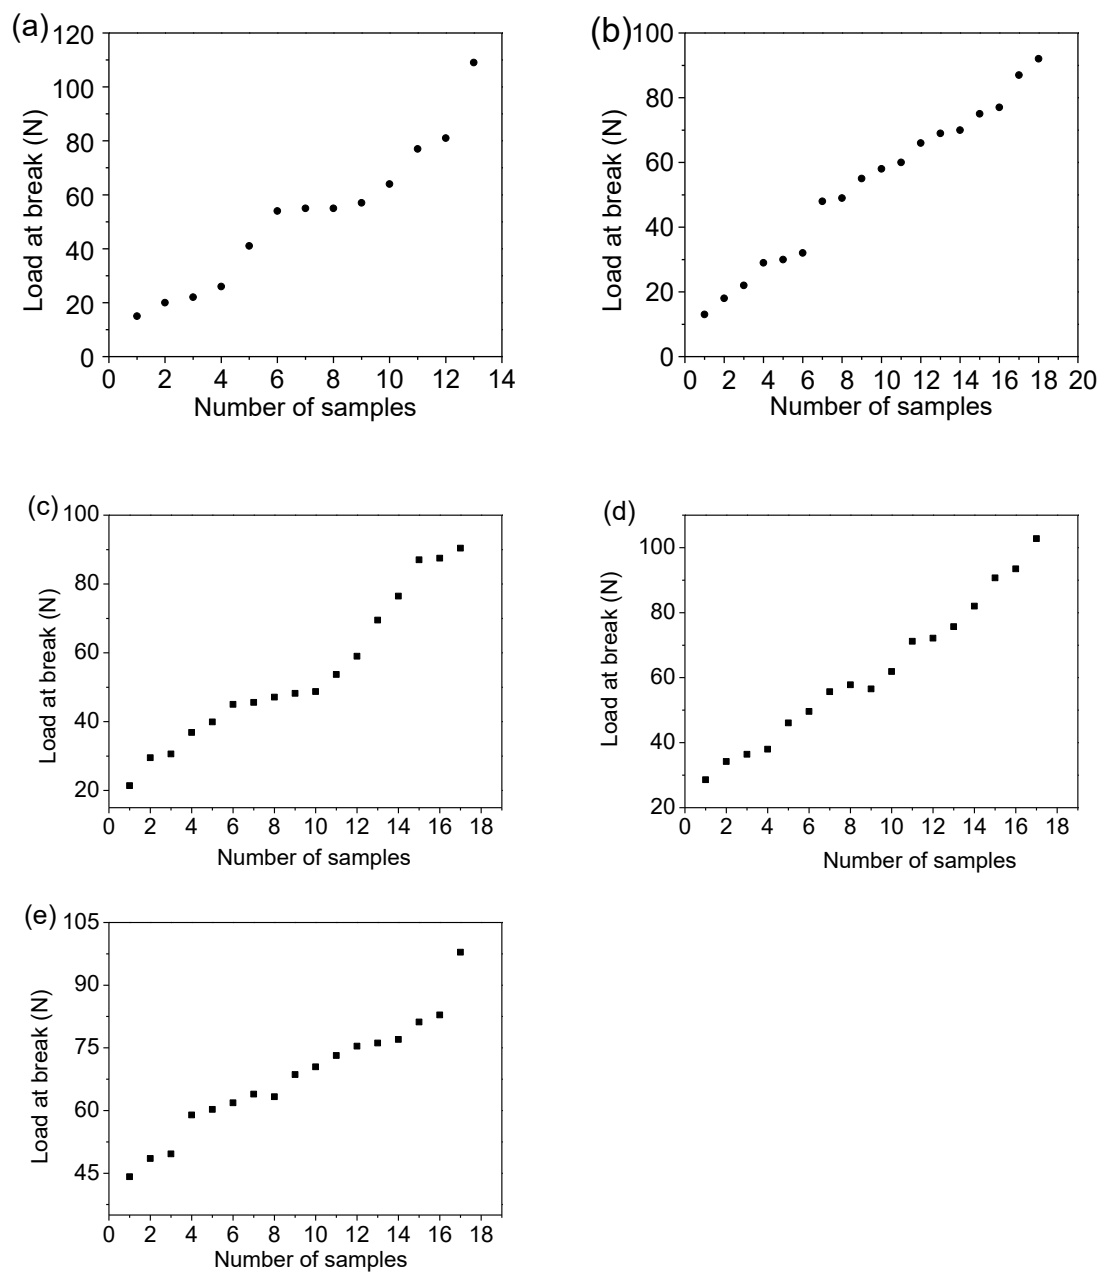 (a)
120
100
80
60
40
20
0
Load at break (N)
0 2 4 6 8 10 12 14
Number of samples
(b)
100
80
60
40
20
0
Load at break (N)
0 2 4 6 8 10 12 14 16 18 20
Number of samples
(c)
100
80
60
40
20
Load at break (N)
0 2 4 6 8 10 12 14 16 18
Number of samples
(d)
100
80
60
40
20
Load at break (N)
0 2 4 6 8 10 12 14 16 18
Number of samples
(e)
105
90
75
60
45
Load at break (N)
0 2 4 6 8 10 12 14 16 18
Number of samples